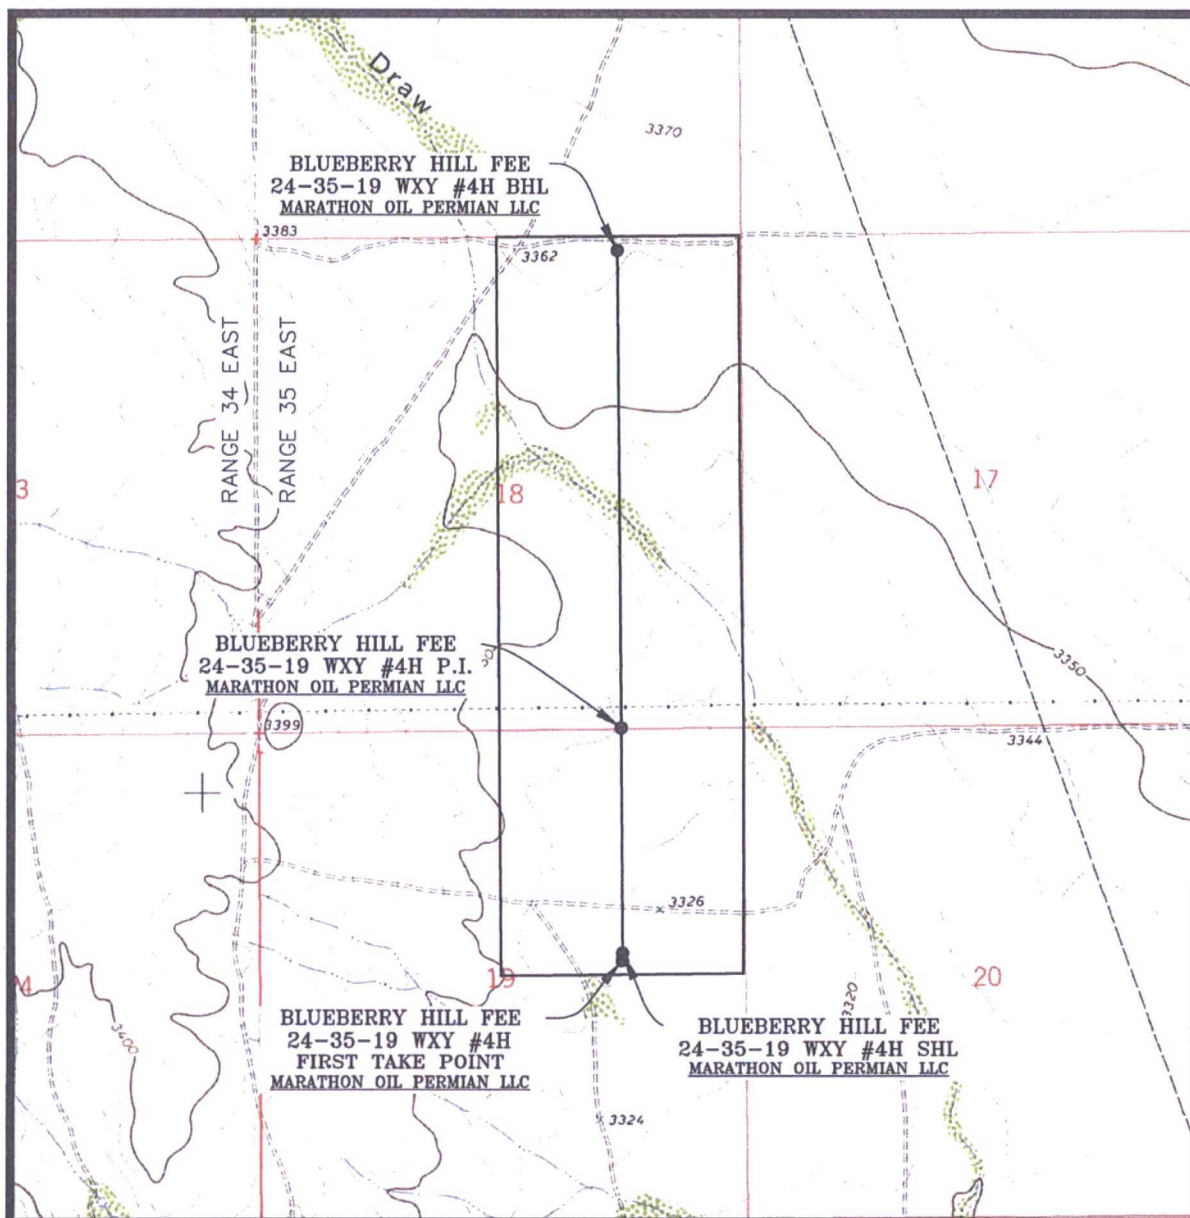 Draw
3370
BLUEBERRY HILL FEE
24-35-19 WXY #4H BHL
MARATHON OIL PERMIAN LLC
3383
3362
RANGE 34 EAST
RANGE 35 EAST
3
18
17
BLUEBERRY HILL FEE
24-35-19 WXY #4H P.I.
MARATHON OIL PERMIAN LLC
3350
3399
3344
3326
19
20
3320
3400
BLUEBERRY HILL FEE
24-35-19 WXY #4H
FIRST TAKE POINT
MARATHON OIL PERMIAN LLC
BLUEBERRY HILL FEE
24-35-19 WXY #4H SHL
MARATHON OIL PERMIAN LLC
3324